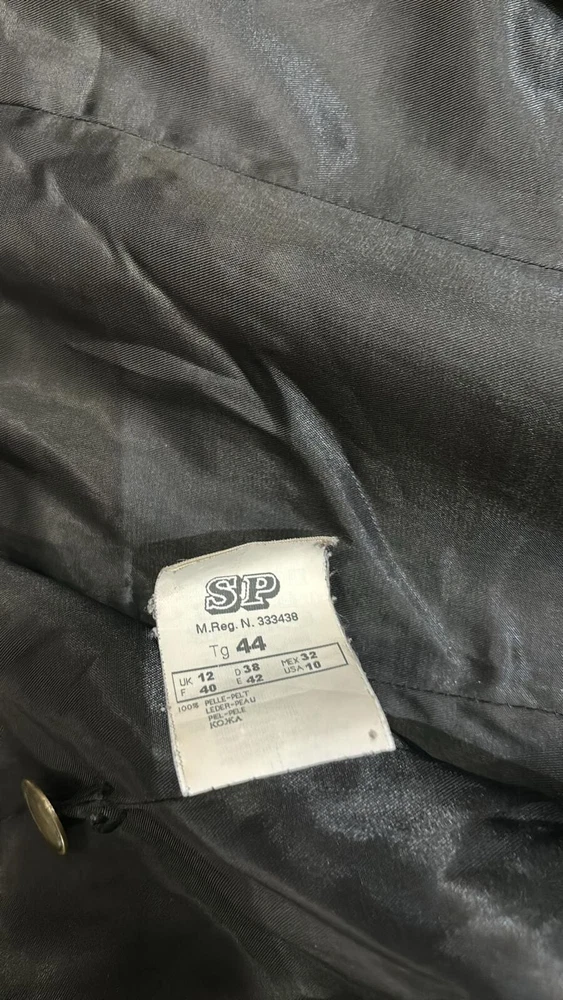 SP
M.Reg. N. 333438
Tg 44
UK 12 D 38 MEX 32
F 40 E 42 USA 10
100% PELLE-PELT
LEDER-PEAU
PIEL-PELE
КОЖА